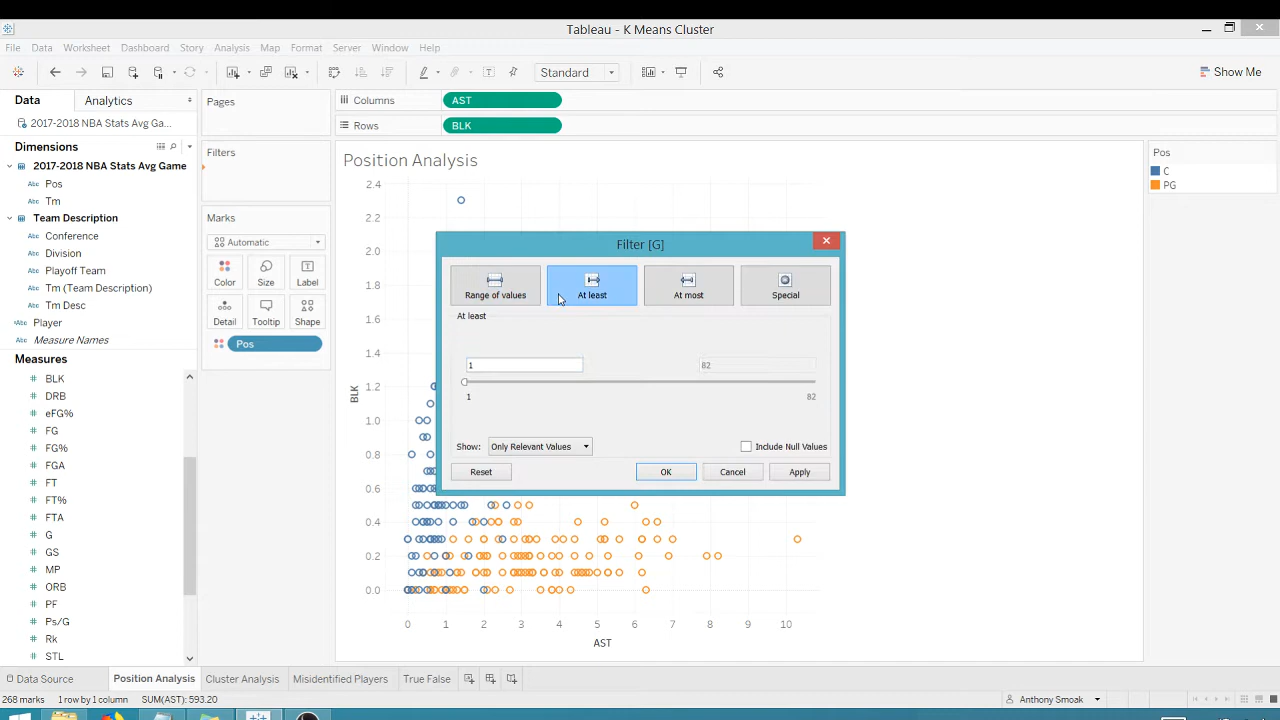 Tableau - K Means Cluster
File Data Worksheet Dashboard Story Analysis Map Format Server Window Help
Standard
Show Me
Data Analytics
2017-2018 NBA Stats Avg Ga...
Dimensions
2017-2018 NBA Stats Avg Game
Abc Pos
Abc Tm
Team Description
Abc Conference
Abc Division
Abc Playoff Team
Abc Tm (Team Description)
Abc Tm Desc
Abc Player
Abc Measure Names
Measures
# BLK
# DRB
# eFG%
# FG
# FG%
# FGA
# FT
# FT%
# FTA
# G
# GS
# MP
# ORB
# PF
# Ps/G
# Rk
# STL
Pages
Filters
Marks
Automatic
Color Size Label
Detail Tooltip Shape
Pos
Columns AST
Rows BLK
Position Analysis
2.4
2.2
2.0
1.8
1.6
1.4
1.2
1.0
0.8
0.6
0.4
0.2
0.0
BLK
0 1 2 3 4 5 6 7 8 9 10
AST
Filter [G]
Range of values At least At most Special
At least
1 82
1 82
Show: Only Relevant Values Include Null Values
Reset OK Cancel Apply
Pos
C
PG
Data Source Position Analysis Cluster Analysis Misidentified Players True False
268 marks 1 row by 1 column SUM(AST): 593.20 Anthony Smoak